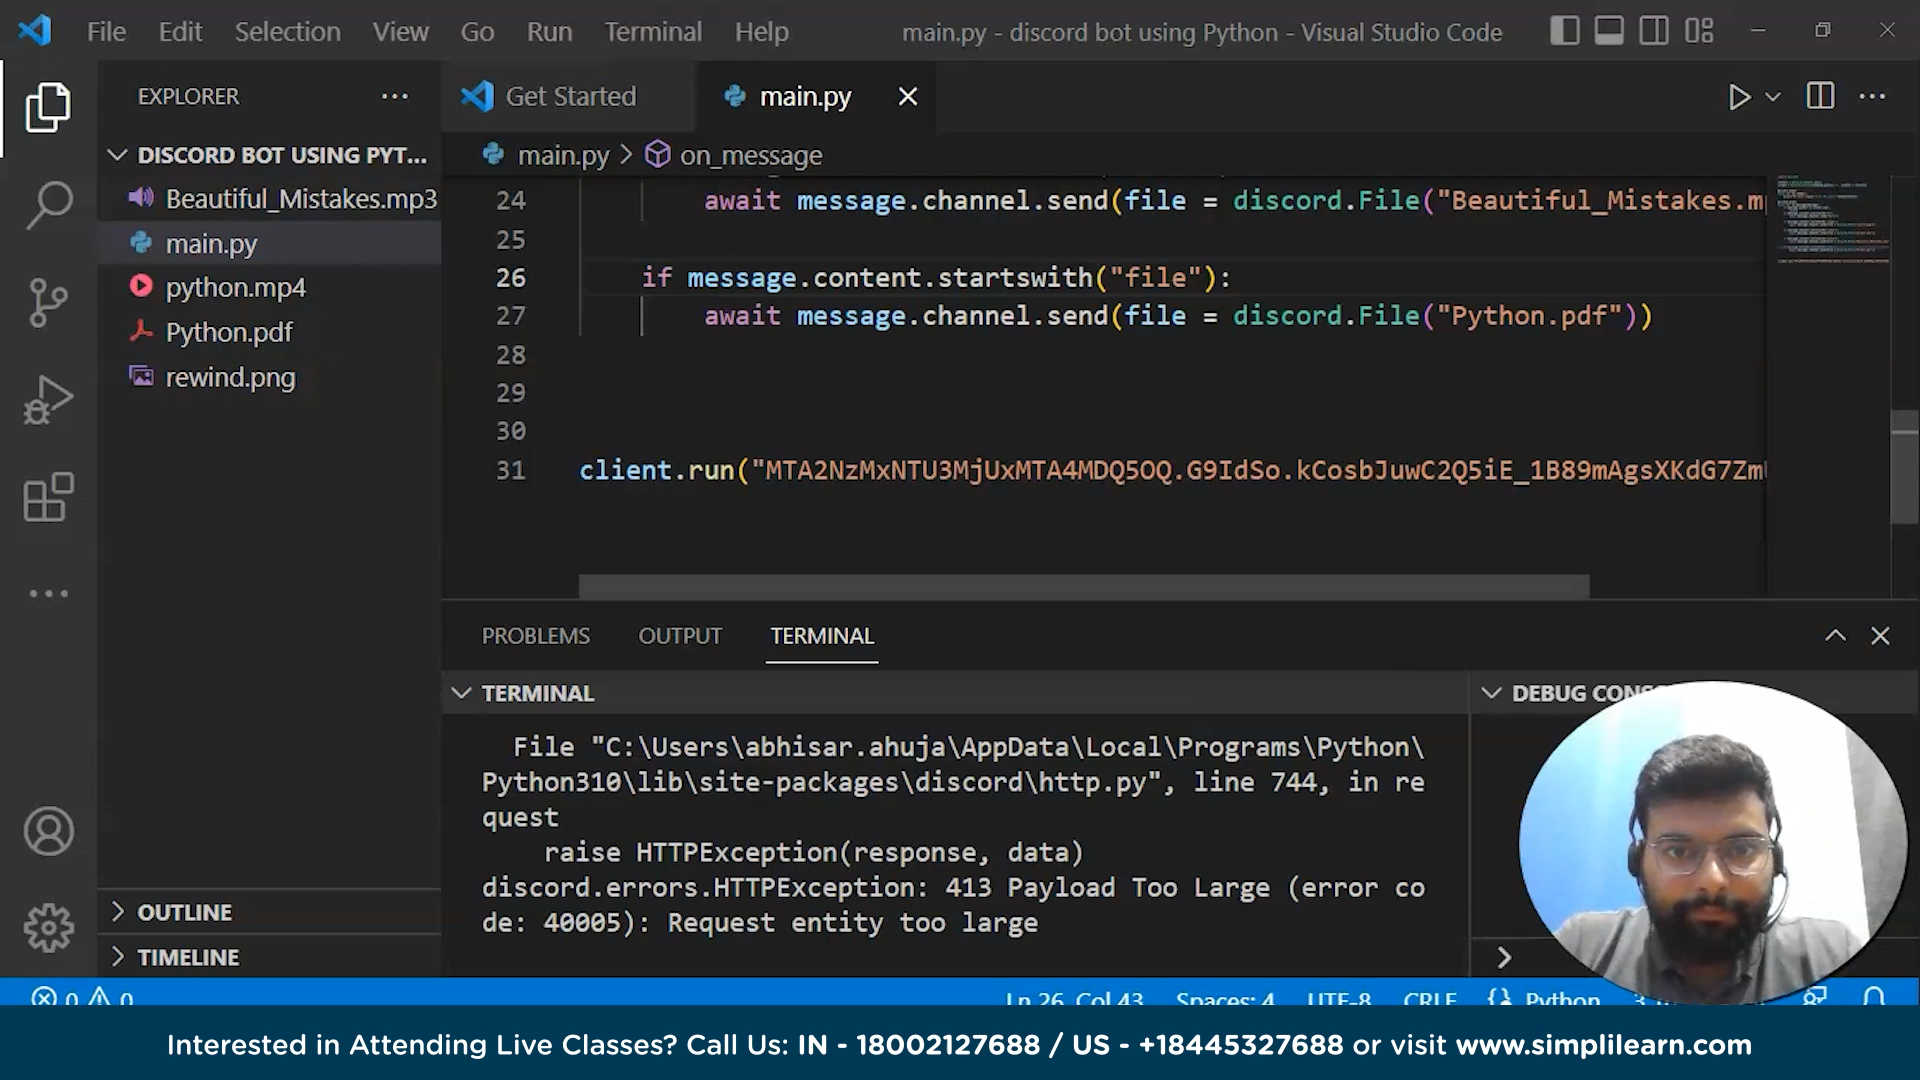 File Edit Selection View Go Run Terminal Help main.py - discord bot using Python - Visual Studio Code
EXPLORER
Get Started
main.py
DISCORD BOT USING PYT...
main.py > on_message
Beautiful_Mistakes.mp3
main.py
python.mp4
Python.pdf
rewind.png
24 await message.channel.send(file = discord.File("Beautiful_Mistakes.m
25
26 if message.content.startswith("file"):
27 await message.channel.send(file = discord.File("Python.pdf"))
28
29
30
31 client.run("MTA2NzMxNTU3MjUxMTA4MDQ5OQ.G9IdSo.kCosbJuwC2Q5iE_1B89mAgsXKdG7Zm
PROBLEMS OUTPUT TERMINAL
TERMINAL
DEBUG CONS
File "C:\Users\abhisar.ahuja\AppData\Local\Programs\Python\
Python310\lib\site-packages\discord\http.py", line 744, in re
quest
raise HTTPException(response, data)
discord.errors.HTTPException: 413 Payload Too Large (error co
de: 40005): Request entity too large
OUTLINE
TIMELINE
0 0 Ln 26, Col 43 Spaces: 4 UTF-8 CRLF Python
Interested in Attending Live Classes? Call Us: IN - 18002127688 / US - +18445327688 or visit www.simplilearn.com